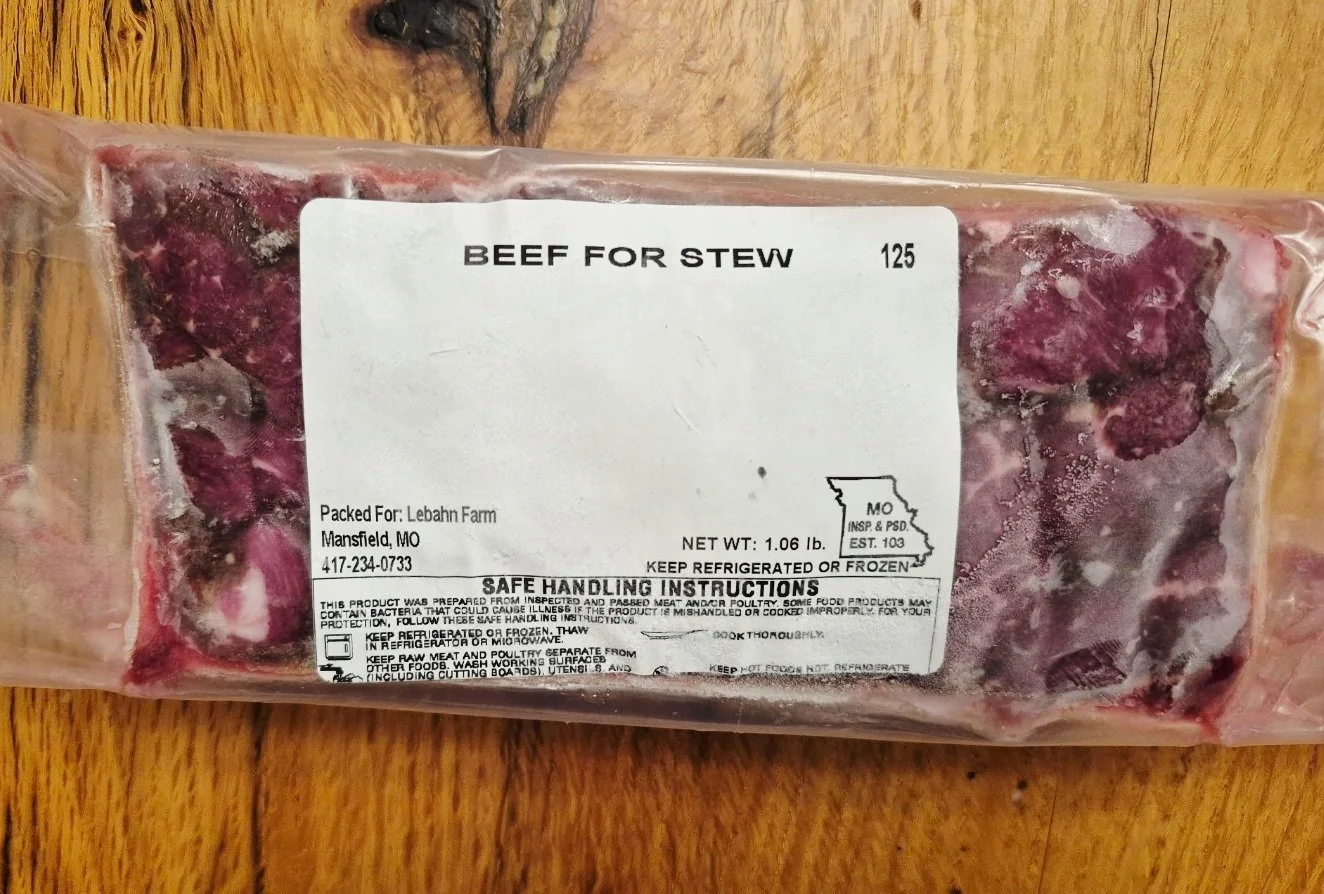 BEEF FOR STEW 125
Packed For: Lebahn Farm
Mansfield, MO
417-234-0733
NET WT: 1.06 lb.
MO
INSP. & PSD.
EST. 103
KEEP REFRIGERATED OR FROZEN
SAFE HANDLING INSTRUCTIONS
THIS PRODUCT WAS PREPARED FROM INSPECTED AND PASSED MEAT AND/OR POULTRY. SOME FOOD PRODUCTS MAY
CONTAIN BACTERIA THAT COULD CAUSE ILLNESS IF THE PRODUCT IS MISHANDLED OR COOKED IMPROPERLY. FOR YOUR
PROTECTION, FOLLOW THESE SAFE HANDLING INSTRUCTIONS.
KEEP REFRIGERATED OR FROZEN. THAW
IN REFRIGERATOR OR MICROWAVE.
COOK THOROUGHLY.
KEEP RAW MEAT AND POULTRY SEPARATE FROM
OTHER FOODS. WASH WORKING SURFACES
(INCLUDING CUTTING BOARDS), UTENSILS, AND
KEEP HOT FOODS HOT. REFRIGERATE